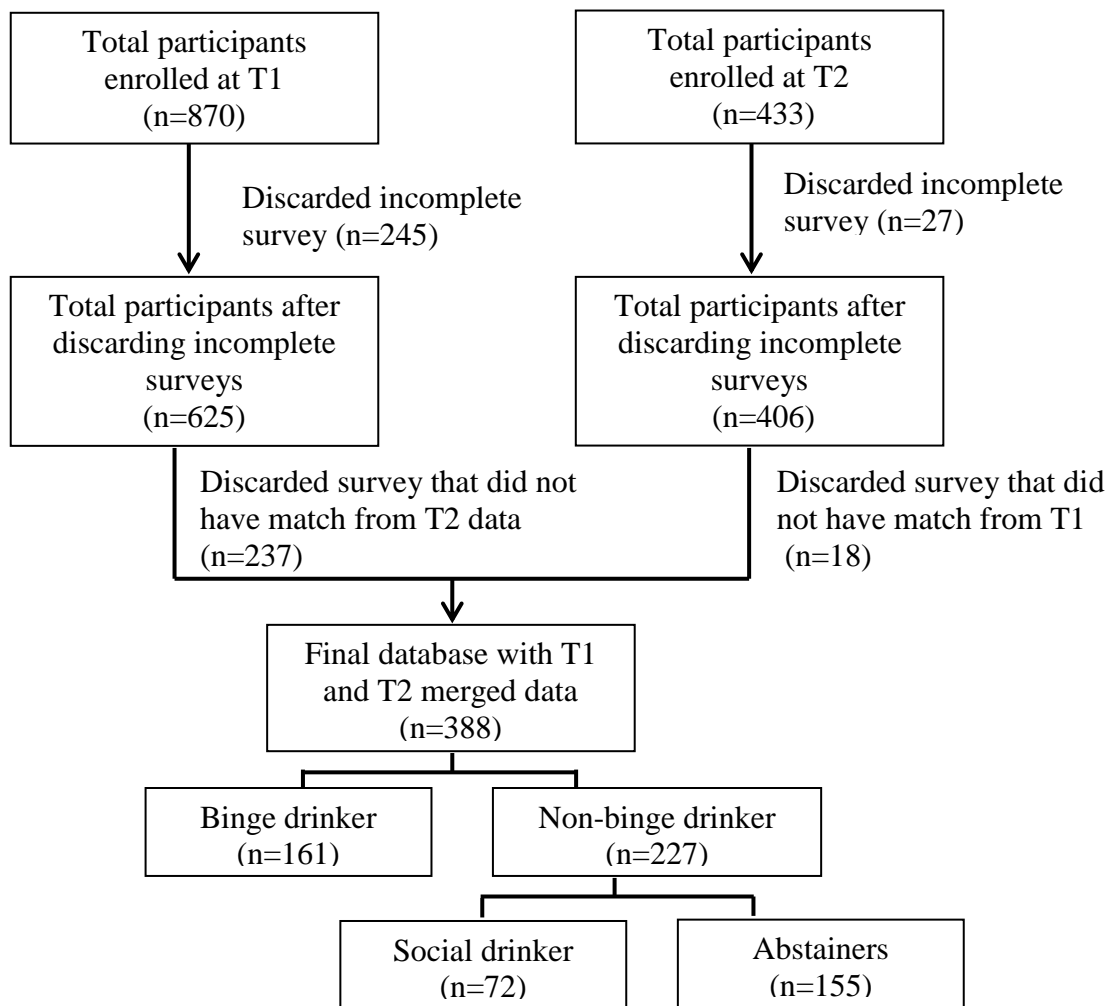 Total participants
enrolled at T1
(n=870)
Total participants
enrolled at T2
(n=433)
Discarded incomplete
survey (n=245)
Discarded incomplete
survey (n=27)
Total participants after
discarding incomplete
surveys
(n=625)
Total participants after
discarding incomplete
surveys
(n=406)
Discarded survey that did not
have match from T2 data
(n=237)
Discarded survey that did
not have match from T1
(n=18)
Final database with T1
and T2 merged data
(n=388)
Binge drinker
(n=161)
Non-binge drinker
(n=227)
Social drinker
(n=72)
Abstainers
(n=155)